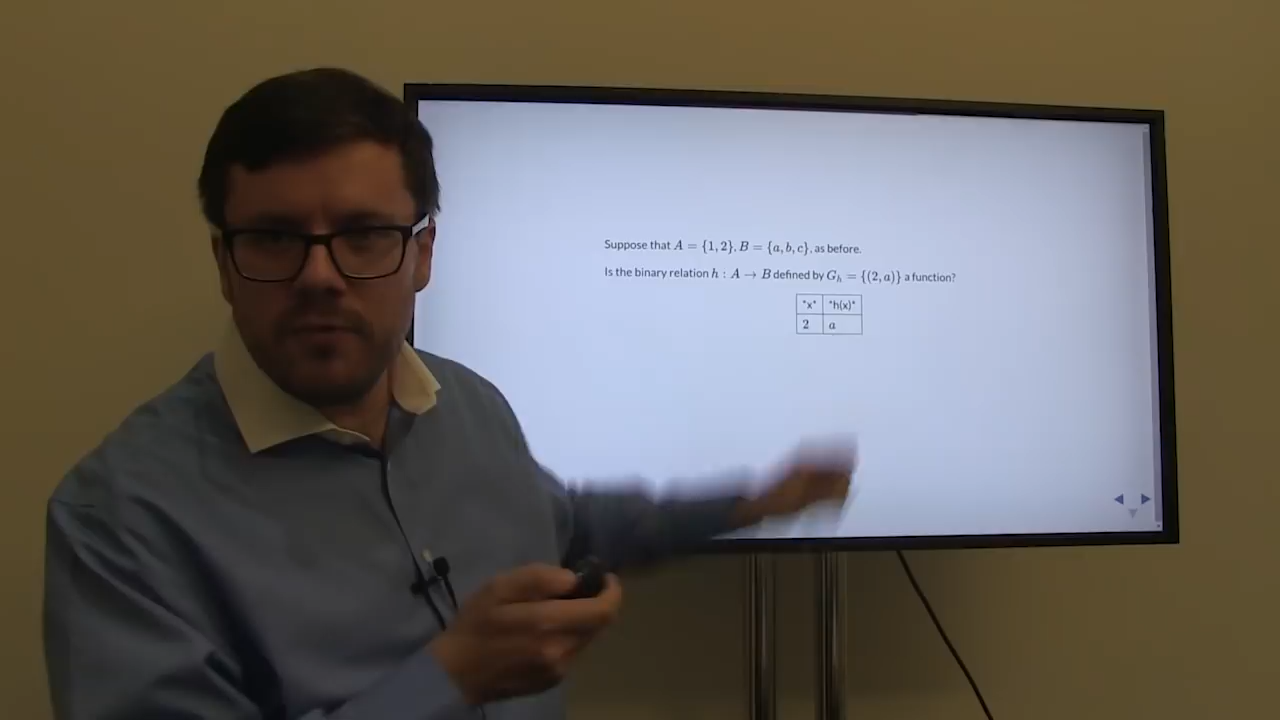 Suppose that A = {1, 2}, B = {a, b, c}, as before.
Is the binary relation h : A → B defined by G_h = {(2, a)} a function?
"x" "h(x)"
2 a